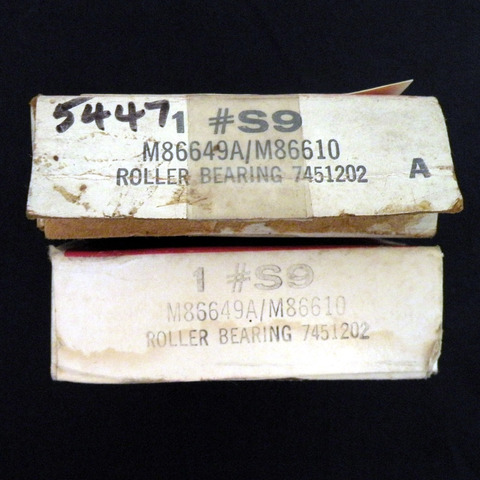 5447
1 #S9
M86649A/M86610
ROLLER BEARING 7451202
A
1 #S9
M86649A/M86610
ROLLER BEARING 7451202